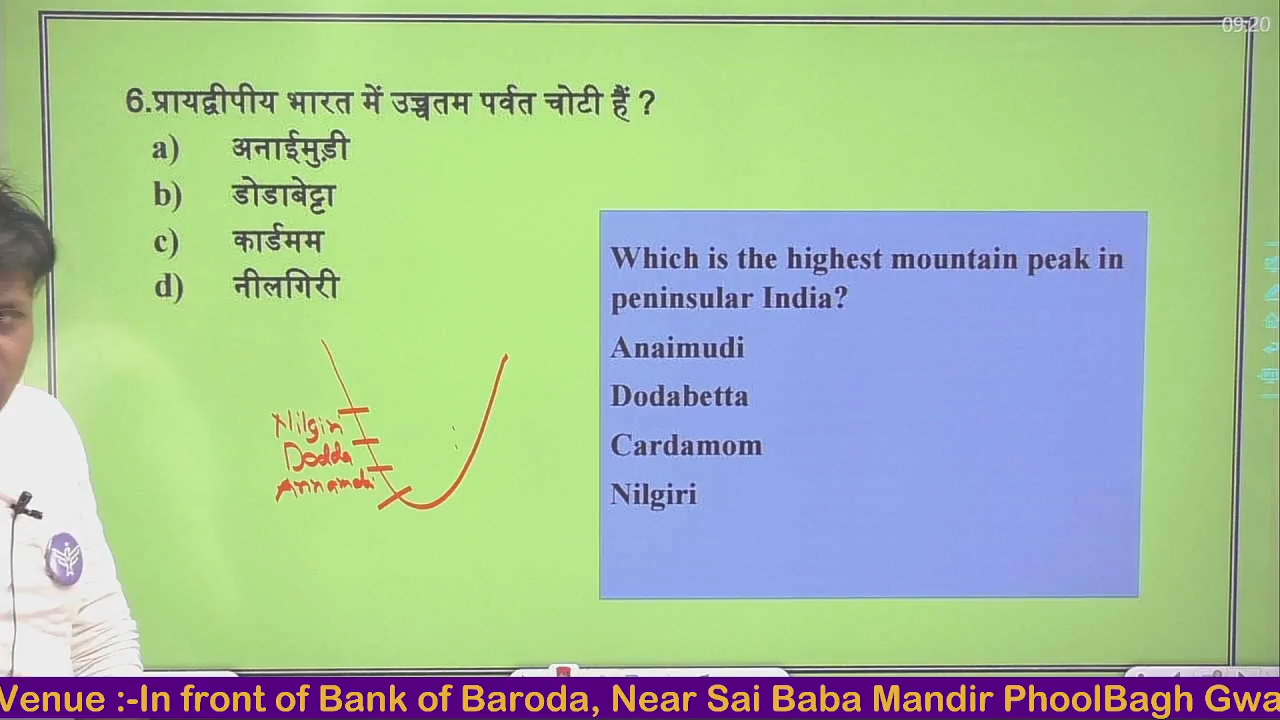 09:20
6.प्रायद्वीपीय भारत में उच्चतम पर्वत चोटी हैं ?
a) अनाईमुड़ी
b) डोडाबेट्टा
c) कार्डमम
d) नीलगिरी
Which is the highest mountain peak in
peninsular India?
Anaimudi
Dodabetta
Cardamom
Nilgiri
Nilgiri
Dodda
Venue :-In front of Bank of Baroda, Near Sai Baba Mandir PhoolBagh Gwa